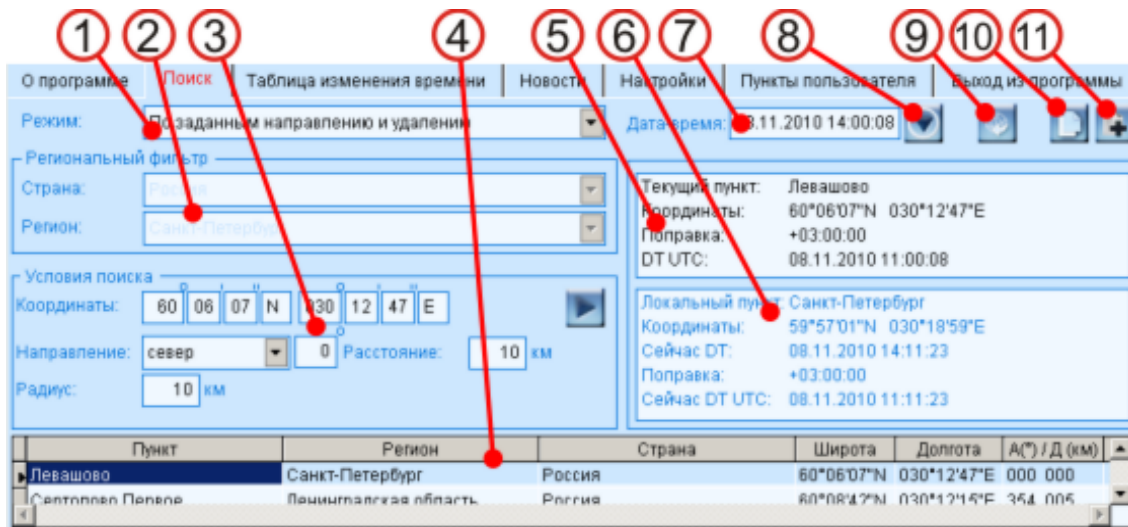 1 2 3 4 5 6 7 8 9 10 11
О программе Поиск Таблица изменения времени Новости Настройки Пункты пользователя Выход из программы
Режим: По заданным направлению и удалению Дата-время: 08.11.2010 14:00:08
Региональный фильтр
Страна: Россия
Регион: Санкт-Петербург
Текущий пункт: Левашово
Координаты: 60°06'07"N 030°12'47"E
Поправка: +03:00:00
DT UTC: 08.11.2010 11:00:08
Условия поиска
Координаты: 60 ° 06 ' 07 " N 030 ° 12 ' 47 " E
Направление: север 0 ° Расстояние: 10 км
Радиус: 10 км
Локальный пункт: Санкт-Петербург
Координаты: 59°57'01"N 030°18'59"E
Сейчас DT: 08.11.2010 14:11:23
Поправка: +03:00:00
Сейчас DT UTC: 08.11.2010 11:11:23
Пункт Регион Страна Широта Долгота А(°) / Д (км)
Левашово Санкт-Петербург Россия 60°06'07"N 030°12'47"E 000 000
Сертолово Первое Ленинградская область Россия 60°08'42"N 030°12'15"E 354 005